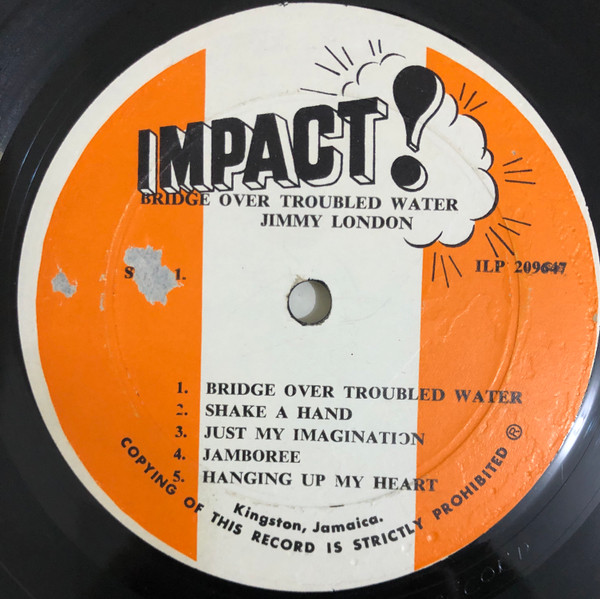 IMPACT!
BRIDGE OVER TROUBLED WATER
JIMMY LONDON
S 1.
ILP 209647
1. BRIDGE OVER TROUBLED WATER
2. SHAKE A HAND
3. JUST MY IMAGINATION
4. JAMBOREE
5. HANGING UP MY HEART
Kingston, Jamaica.
COPYING OF THIS RECORD IS STRICTLY PROHIBITED ®